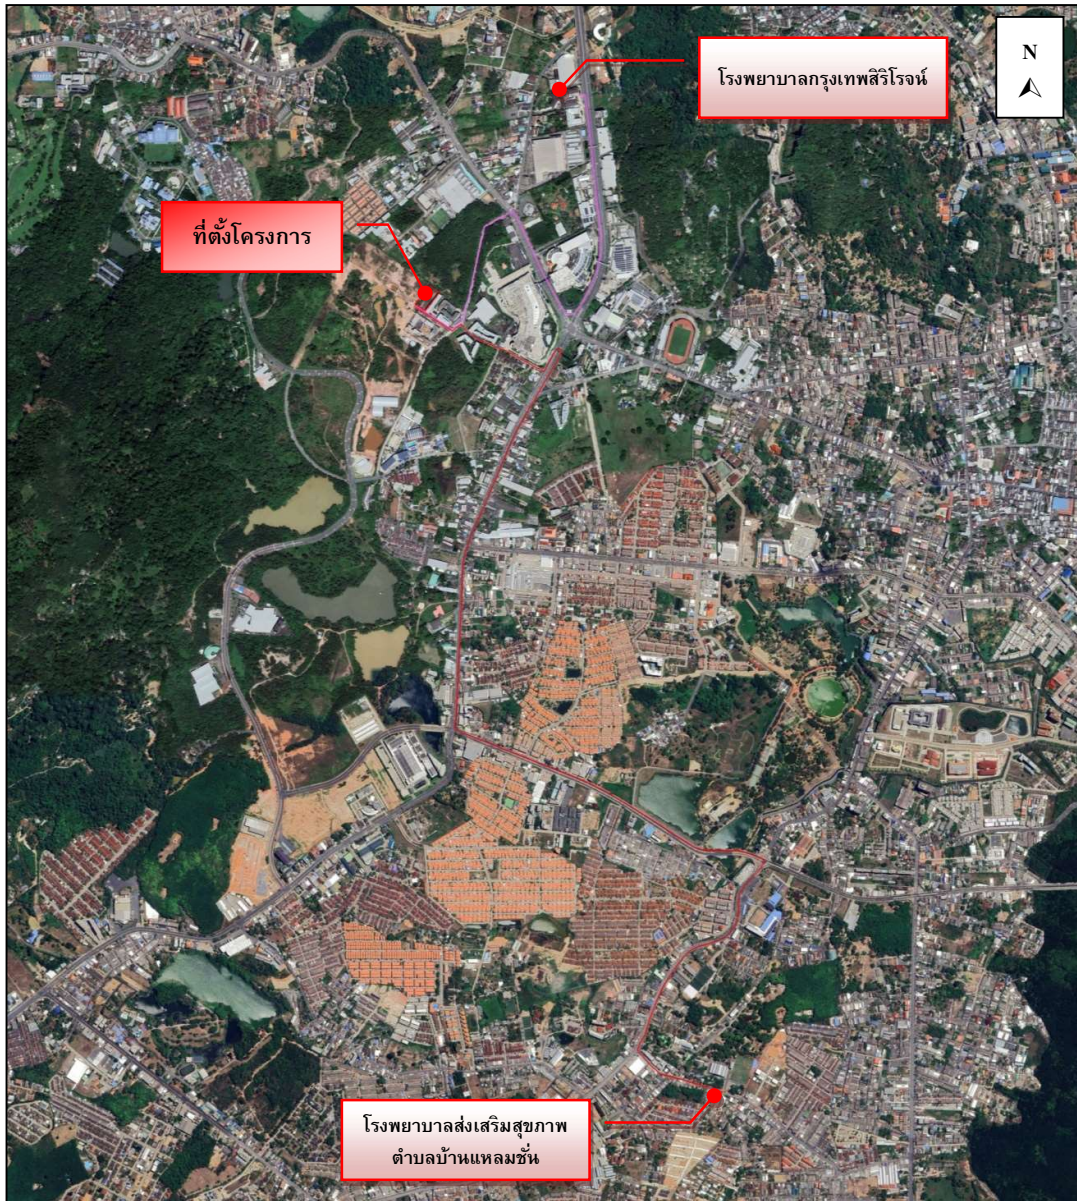 โรงพยาบาลกรุงเทพสิริโรจน์
N
ที่ตั้งโครงการ
โรงพยาบาลส่งเสริมสุขภาพ
ตำบลบ้านแหลมชั่น